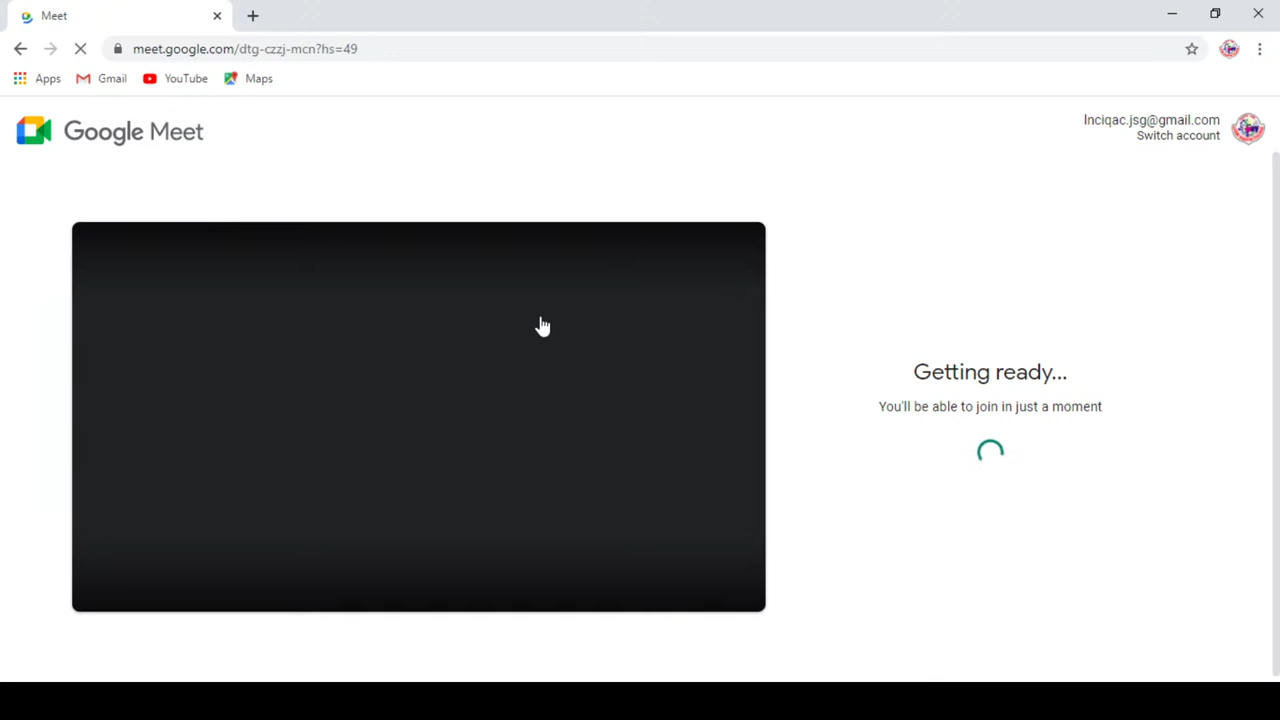 Meet
meet.google.com/dtg-czzj-mcn?hs=49
Apps
Gmail
YouTube
Maps
Google Meet
lnciqac.jsg@gmail.com
Switch account
Getting ready...
You'll be able to join in just a moment